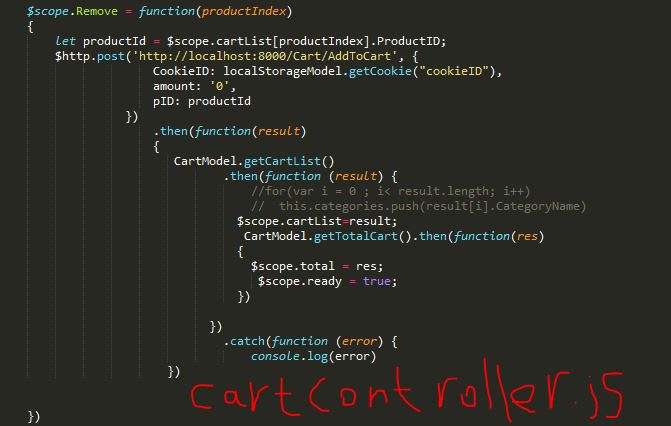 $scope.Remove = function(productIndex)
{
let productId = $scope.cartList[productIndex].ProductID;
$http.post('http://localhost:8000/Cart/AddToCart', {
CookieID: localStorageModel.getCookie("cookieID"),
amount: '0',
pID: productId
})
.then(function(result)
{
CartModel.getCartList()
.then(function (result) {
//for(var i = 0 ; i< result.length; i++)
// this.categories.push(result[i].CategoryName)
$scope.cartList=result;
CartModel.getTotalCart().then(function(res)
{
$scope.total = res;
$scope.ready = true;
})
})
.catch(function (error) {
console.log(error)
})
cartController.js
})